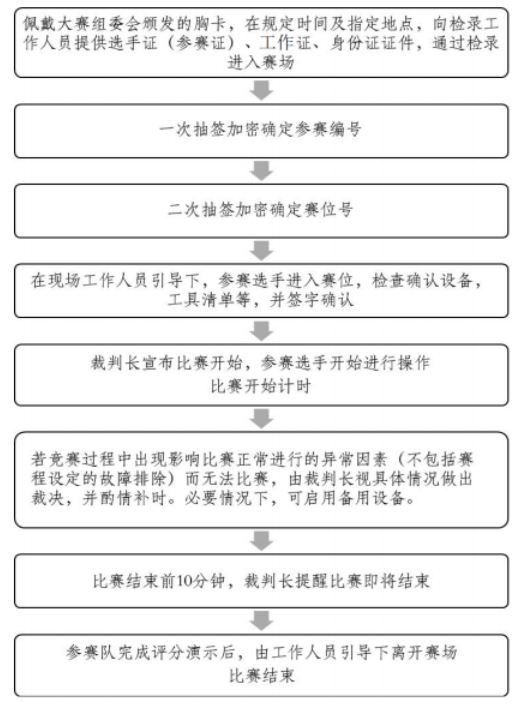 佩戴大赛组委会颁发的胸卡，在规定时间及指定地点，向检录工
作人员提供选手证（参赛证）、工作证、身份证证件，通过检录
进入赛场
一次抽签加密确定参赛编号
二次抽签加密确定赛位号
在现场工作人员引导下，参赛选手进入赛位，检查确认设备，
工具清单等，并签字确认
裁判长宣布比赛开始，参赛选手开始进行操作
比赛开始计时
若竞赛过程中出现影响比赛正常进行的异常因素（不包括赛
程设定的故障排除）而无法比赛，由裁判长视具体情况做出
裁决，并酌情补时。必要情况下，可启用备用设备。
比赛结束前10分钟，裁判长提醒比赛即将结束
参赛队完成评分演示后，由工作人员引导下离开赛场
比赛结束